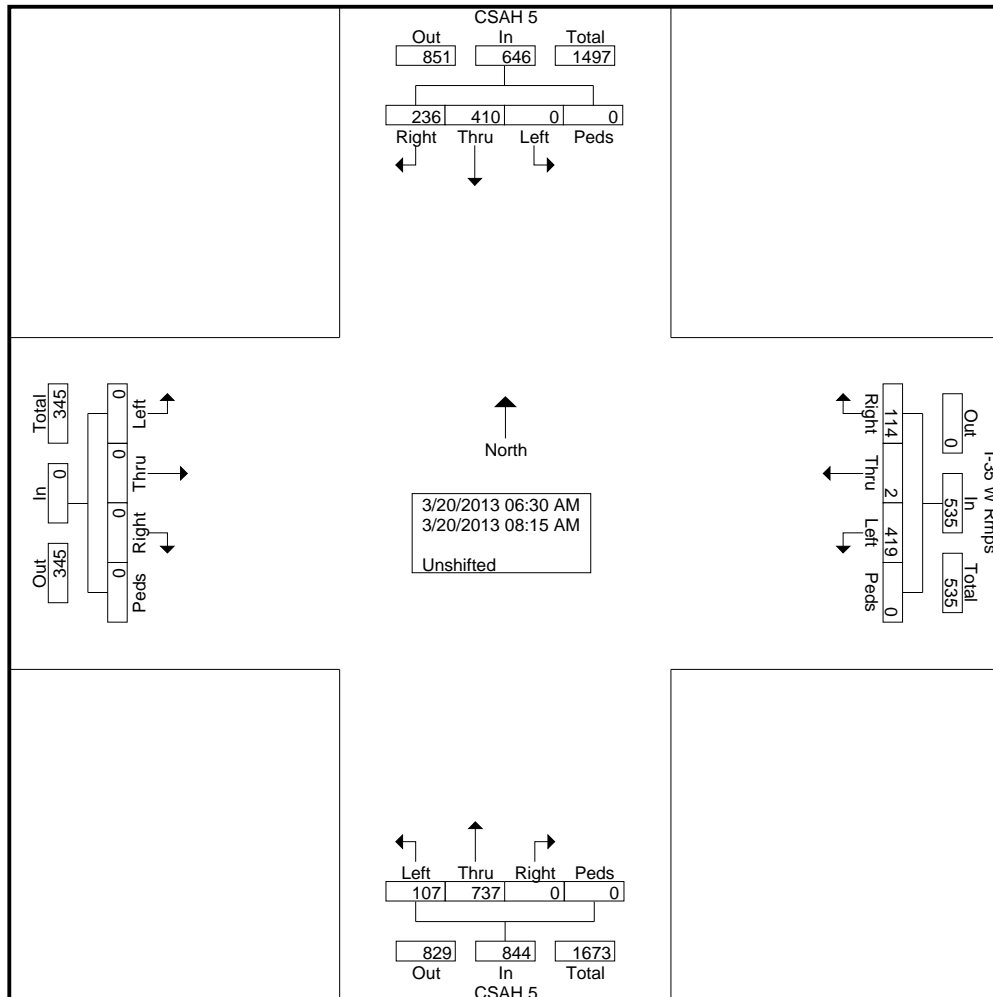 CSAH 5
Out In Total
851 646 1497
236 410 0 0
Right Thru Left Peds
Total 345
In 0
Out 345
0 0 0 0
Left Thru Right Peds
North
3/20/2013 06:30 AM
3/20/2013 08:15 AM
Unshifted
Right Thru Left Peds
114 2 419 0
Out In Total
0 535 535
I-35 W Rmps
Left Thru Right Peds
107 737 0 0
829 844 1673
Out In Total
CSAH 5